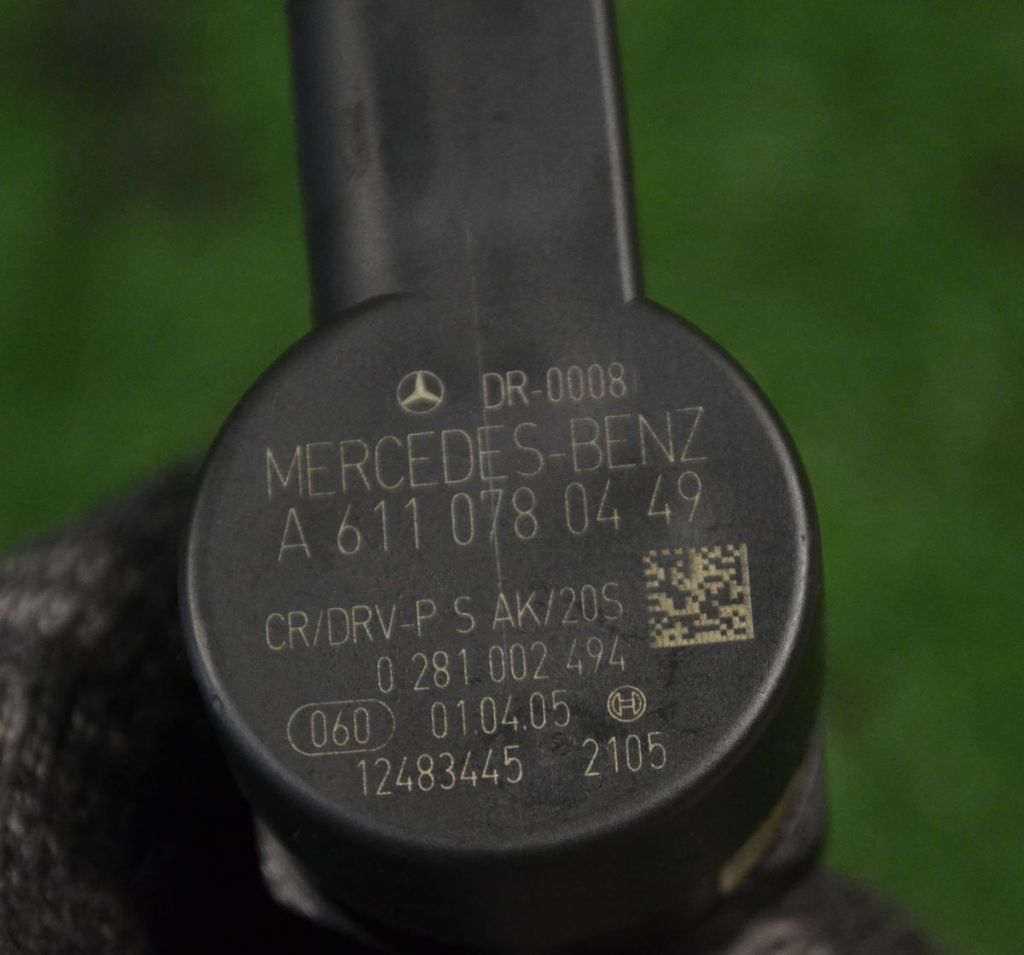 DR-0008
MERCEDES-BENZ
A 611 078 04 49
CR/DRV-P S AK/20S
0 281 002 494
060 01.04.05
12483445 2105